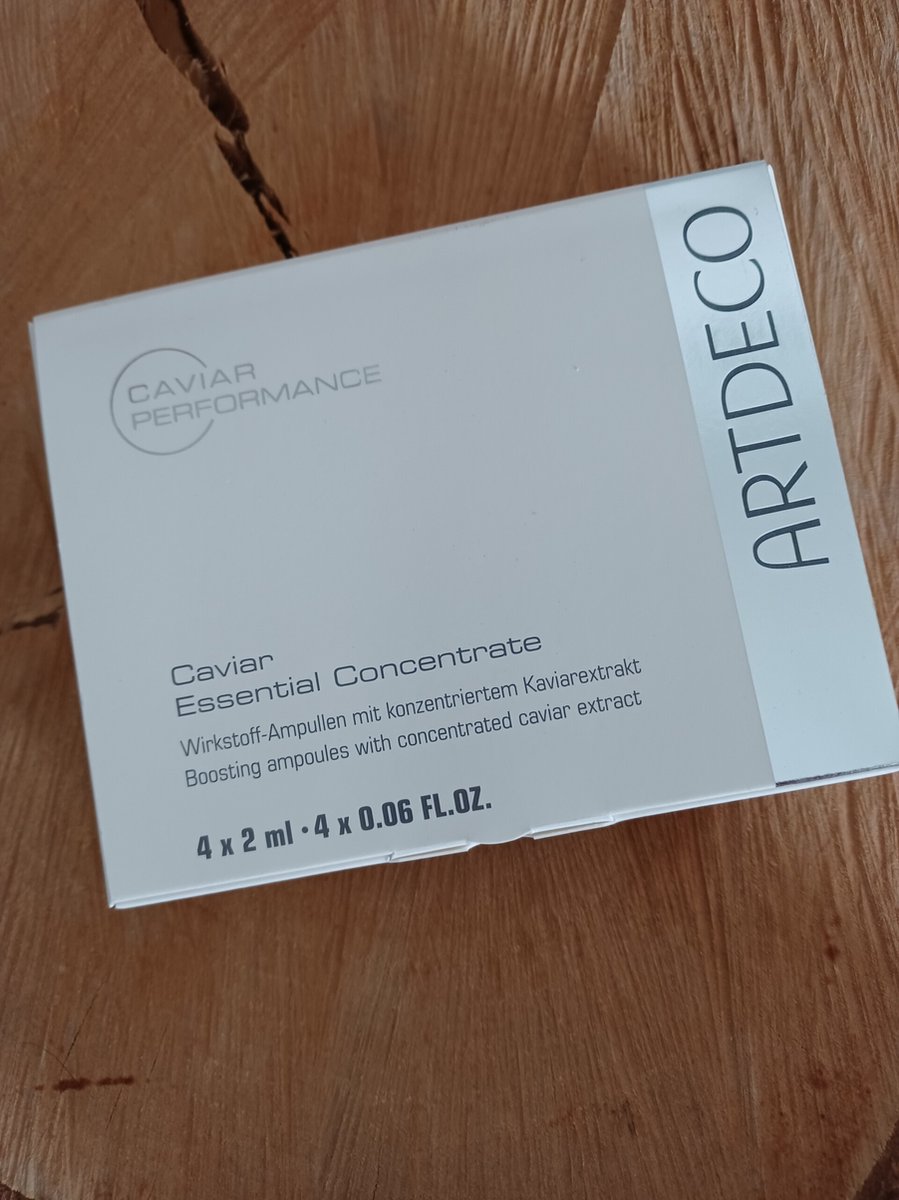 CAVIAR
PERFORMANCE
ARTDECO
Caviar
Essential Concentrate
Wirkstoff-Ampullen mit konzentriertem Kaviarextrakt
Boosting ampoules with concentrated caviar extract
4 x 2 ml • 4 x 0.06 FL.OZ.